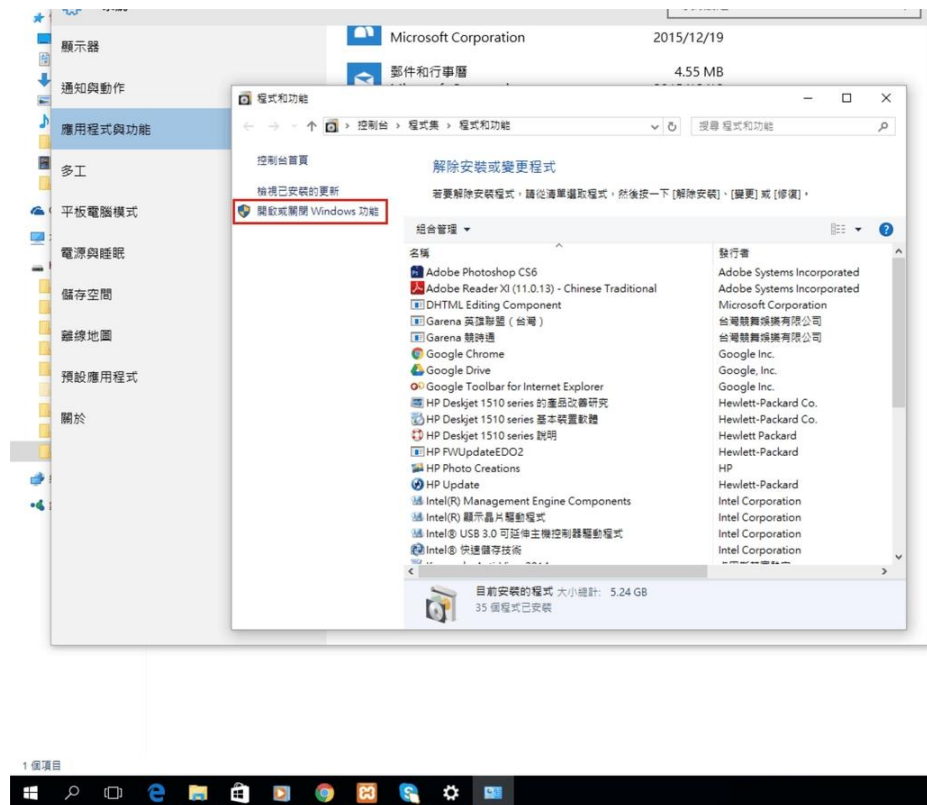 顯示器
通知與動作
應用程式與功能
多工
平板電腦模式
電源與睡眠
儲存空間
離線地圖
預設應用程式
關於
Microsoft Corporation 2015/12/19
郵件和行事曆 4.55 MB
程式和功能
控制台 › 程式集 › 程式和功能
搜尋 程式和功能
控制台首頁
檢視已安裝的更新
開啟或關閉 Windows 功能
解除安裝或變更程式
若要解除安裝程式，請從清單選取程式，然後按一下 [解除安裝]、[變更] 或 [修復]。
組合管理
名稱 發行者
Adobe Photoshop CS6 Adobe Systems Incorporated
Adobe Reader XI (11.0.13) - Chinese Traditional Adobe Systems Incorporated
DHTML Editing Component Microsoft Corporation
Garena 英雄聯盟 ( 台灣 ) 台灣競舞娛樂有限公司
Garena 競時通 台灣競舞娛樂有限公司
Google Chrome Google Inc.
Google Drive Google, Inc.
Google Toolbar for Internet Explorer Google Inc.
HP Deskjet 1510 series 的產品改善研究 Hewlett-Packard Co.
HP Deskjet 1510 series 基本裝置軟體 Hewlett-Packard Co.
HP Deskjet 1510 series 說明 Hewlett Packard
HP FWUpdateEDO2 Hewlett-Packard
HP Photo Creations HP
HP Update Hewlett-Packard
Intel(R) Management Engine Components Intel Corporation
Intel(R) 顯示晶片驅動程式 Intel Corporation
Intel® USB 3.0 可延伸主機控制器驅動程式 Intel Corporation
Intel® 快速儲存技術 Intel Corporation
目前安裝的程式 大小總計: 5.24 GB
35 個程式已安裝
1 個項目